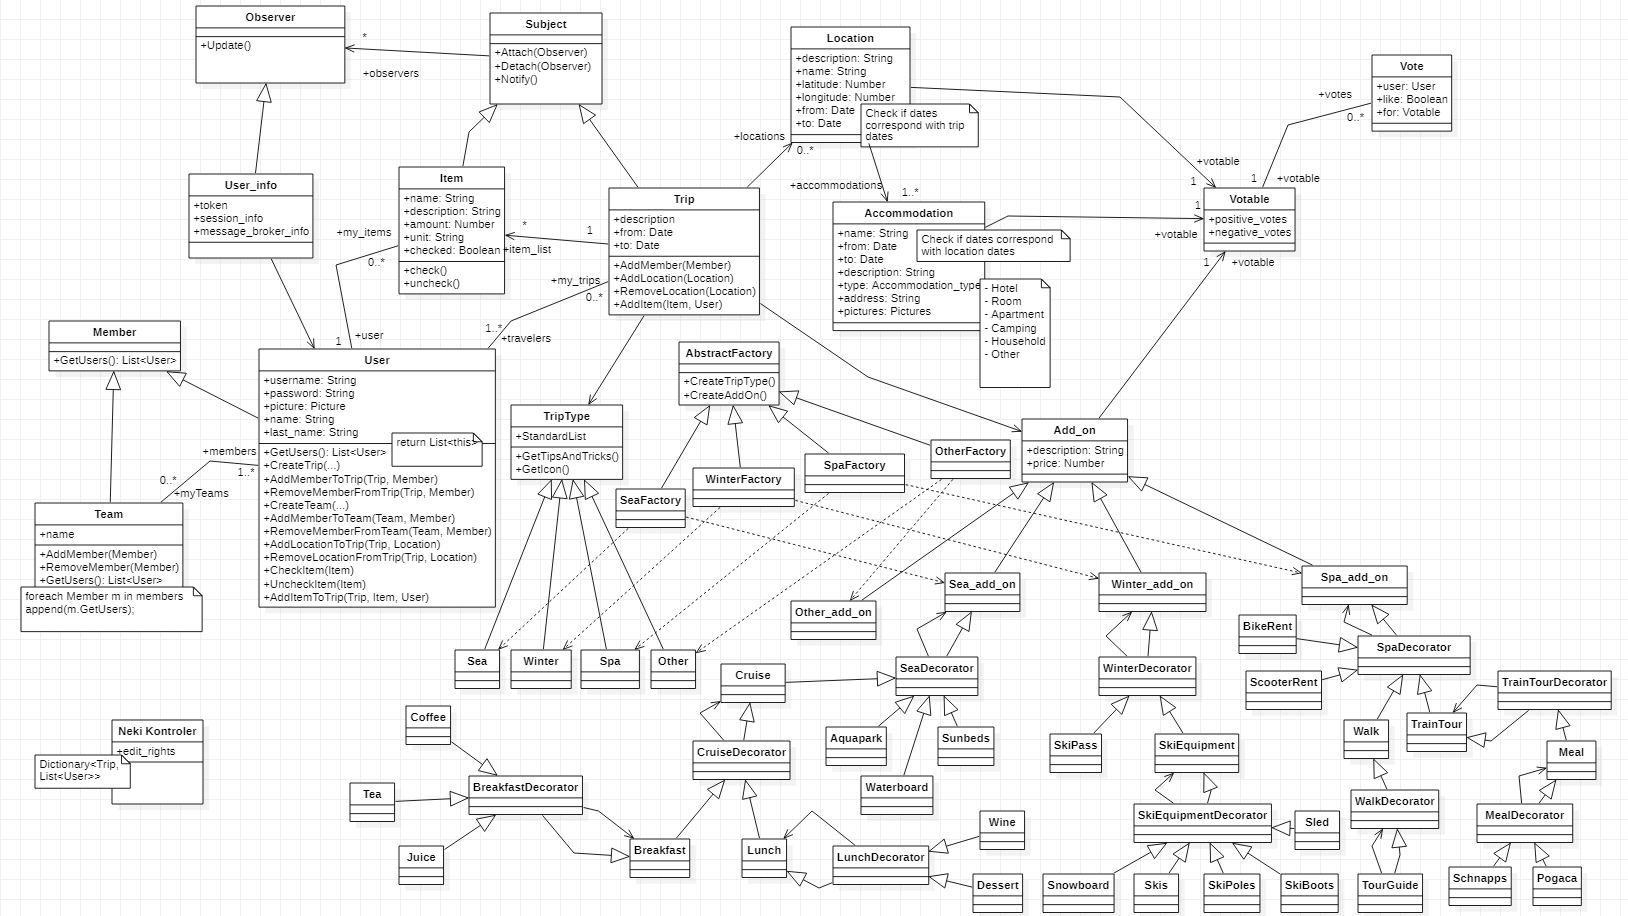 Observer
+Update()
*
+observers
Subject
+Attach(Observer)
+Detach(Observer)
+Notify()
Location
+description: String
+name: String
+latitude: Number
+longitude: Number
+from: Date
+to: Date
Check if dates
correspond with trip
dates
+locations
0..*
+accommodations
1..*
Vote
+user: User
+like: Boolean
+for: Votable
+votes
0..*
+votable
1
+votable
1
Votable
+positive_votes
+negative_votes
1
+votable
1
+votable
User_info
+token
+session_info
+message_broker_info
Item
+name: String
+description: String
+amount: Number
+unit: String
+checked: Boolean
+check()
+uncheck()
*
+item_list
1
+my_items
0..*
+user
1
Trip
+description
+from: Date
+to: Date
+AddMember(Member)
+AddLocation(Location)
+RemoveLocation(Location)
+AddItem(Item, User)
+my_trips
0..*
1..*
+travelers
Accommodation
+name: String
+from: Date
+to: Date
+description: String
+type: Accommodation_type
+address: String
+pictures: Pictures
Check if dates correspond
with location dates
- Hotel
- Room
- Apartment
- Camping
- Household
- Other
Member
+GetUsers(): List<User>
User
+username: String
+password: String
+picture: Picture
+name: String
+last_name: String
+GetUsers(): List<User>
+CreateTrip(...)
+AddMemberToTrip(Trip, Member)
+RemoveMemberFromTrip(Trip, Member)
+CreateTeam(...)
+AddMemberToTeam(Team, Member)
+RemoveMemberFromTeam(Team, Member)
+AddLocationToTrip(Trip, Location)
+RemoveLocationFromTrip(Trip, Location)
+CheckItem(Item)
+UncheckItem(Item)
+AddItemToTrip(Trip, Item, User)
return List<this>
+members
1..*
0..*
+myTeams
Team
+name
+AddMember(Member)
+RemoveMember(Member)
+GetUsers(): List<User>
foreach Member m in members
append(m.GetUsers);
AbstractFactory
+CreateTripType()
+CreateAddOn()
TripType
+StandardList
+GetTipsAndTricks()
+GetIcon()
SeaFactory
WinterFactory
SpaFactory
OtherFactory
Add_on
+description: String
+price: Number
Sea_add_on
Winter_add_on
Spa_add_on
Other_add_on
Sea
Winter
Spa
Other
Cruise
SeaDecorator
WinterDecorator
BikeRent
SpaDecorator
ScooterRent
TrainTourDecorator
TrainTour
Walk
Meal
Neki Kontroler
+edit_rights
Dictionary<Trip,
List<User>>
Coffee
CruiseDecorator
Aquapark
Sunbeds
Waterboard
SkiPass
SkiEquipment
Tea
BreakfastDecorator
Juice
Breakfast
Lunch
LunchDecorator
Wine
Dessert
SkiEquipmentDecorator
Sled
Snowboard
Skis
SkiPoles
SkiBoots
WalkDecorator
TourGuide
MealDecorator
Schnapps
Pogaca